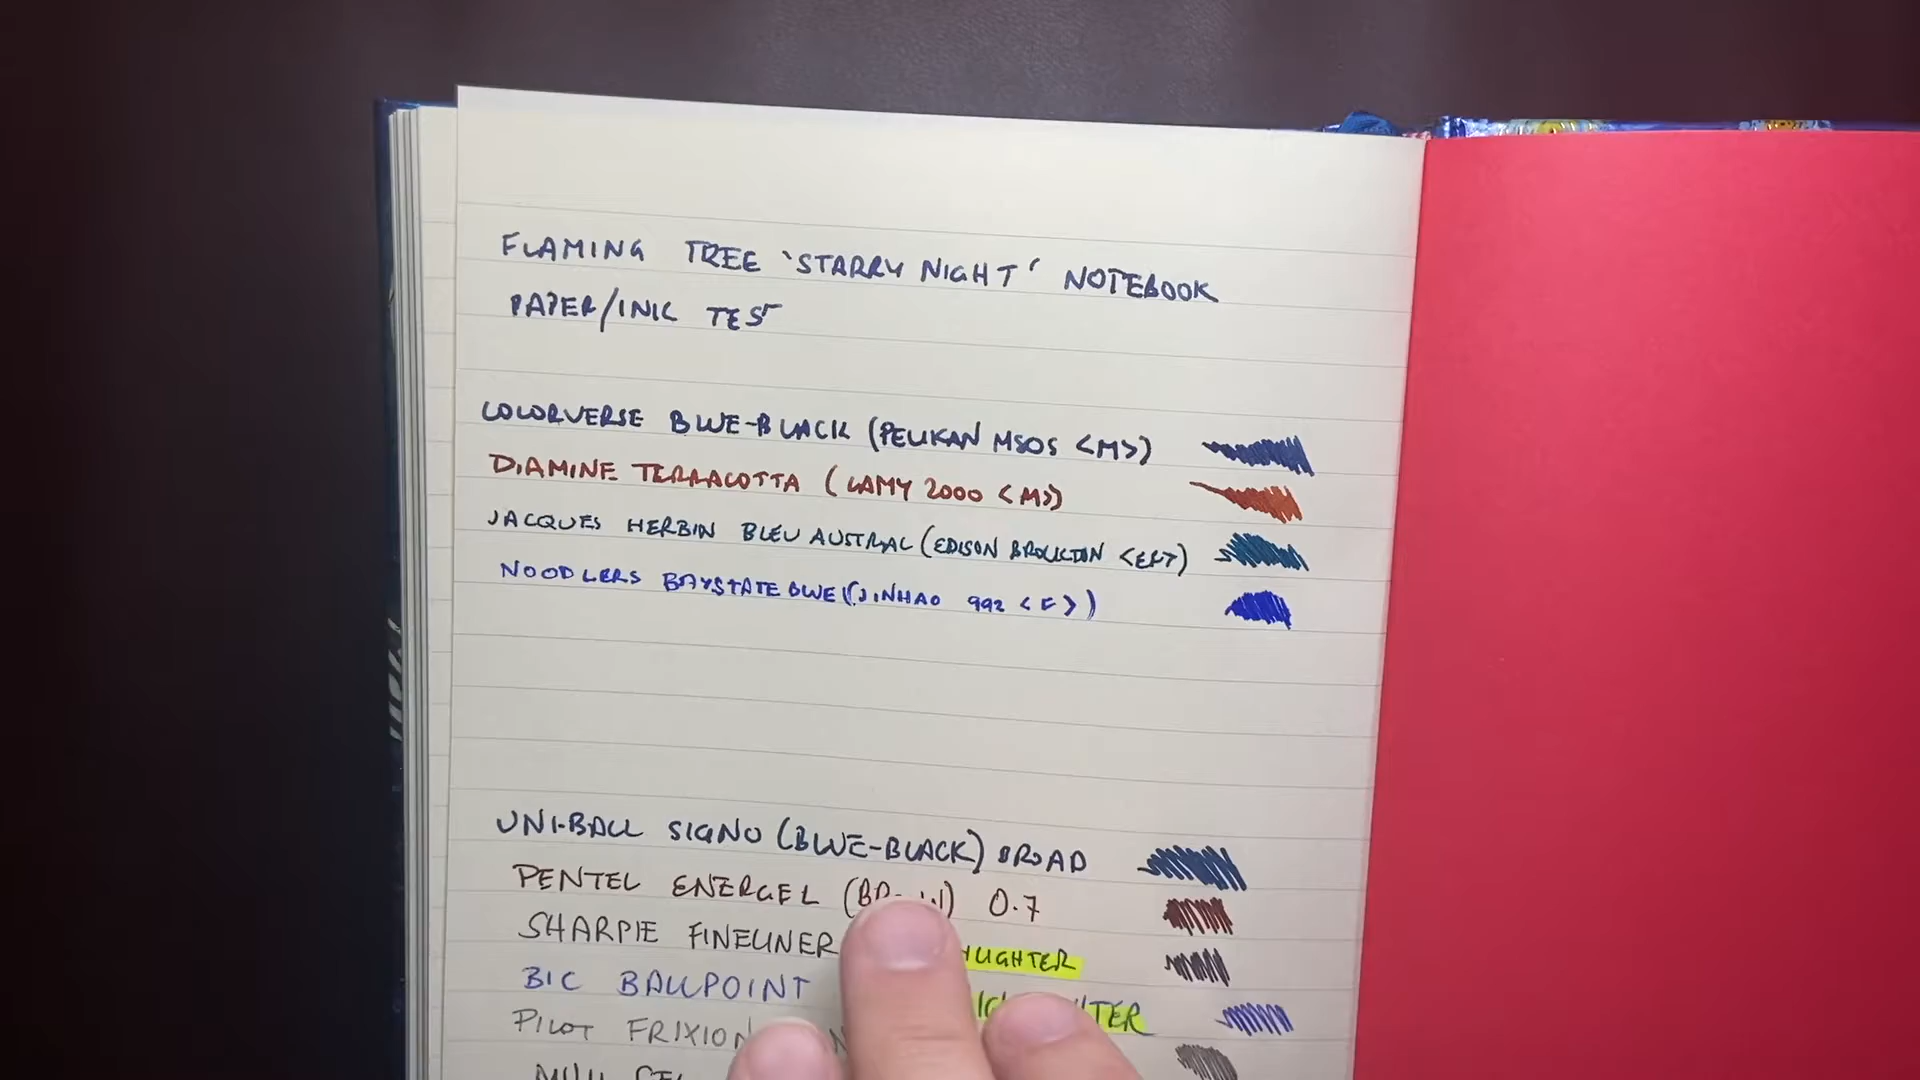 FLAMING TREE 'STARRY NIGHT' NOTEBOOK
PAPER/INK TEST
COLORVERSE BLUE-BLACK (PELIKAN M505 <M>)
DIAMINE TERRACOTTA (LAMY 2000 <M>)
JACQUES HERBIN BLEU AUSTRAL (EDISON BROCKTON <EF>)
NOODLERS BAYSTATE BLUE (JINHAO 992 <F>)
UNI-BALL SIGNO (BLUE-BLACK) BROAD
PENTEL ENERGEL 0.7
SHARPIE FINELINER
BIC BALLPOINT
PILOT FRIXION